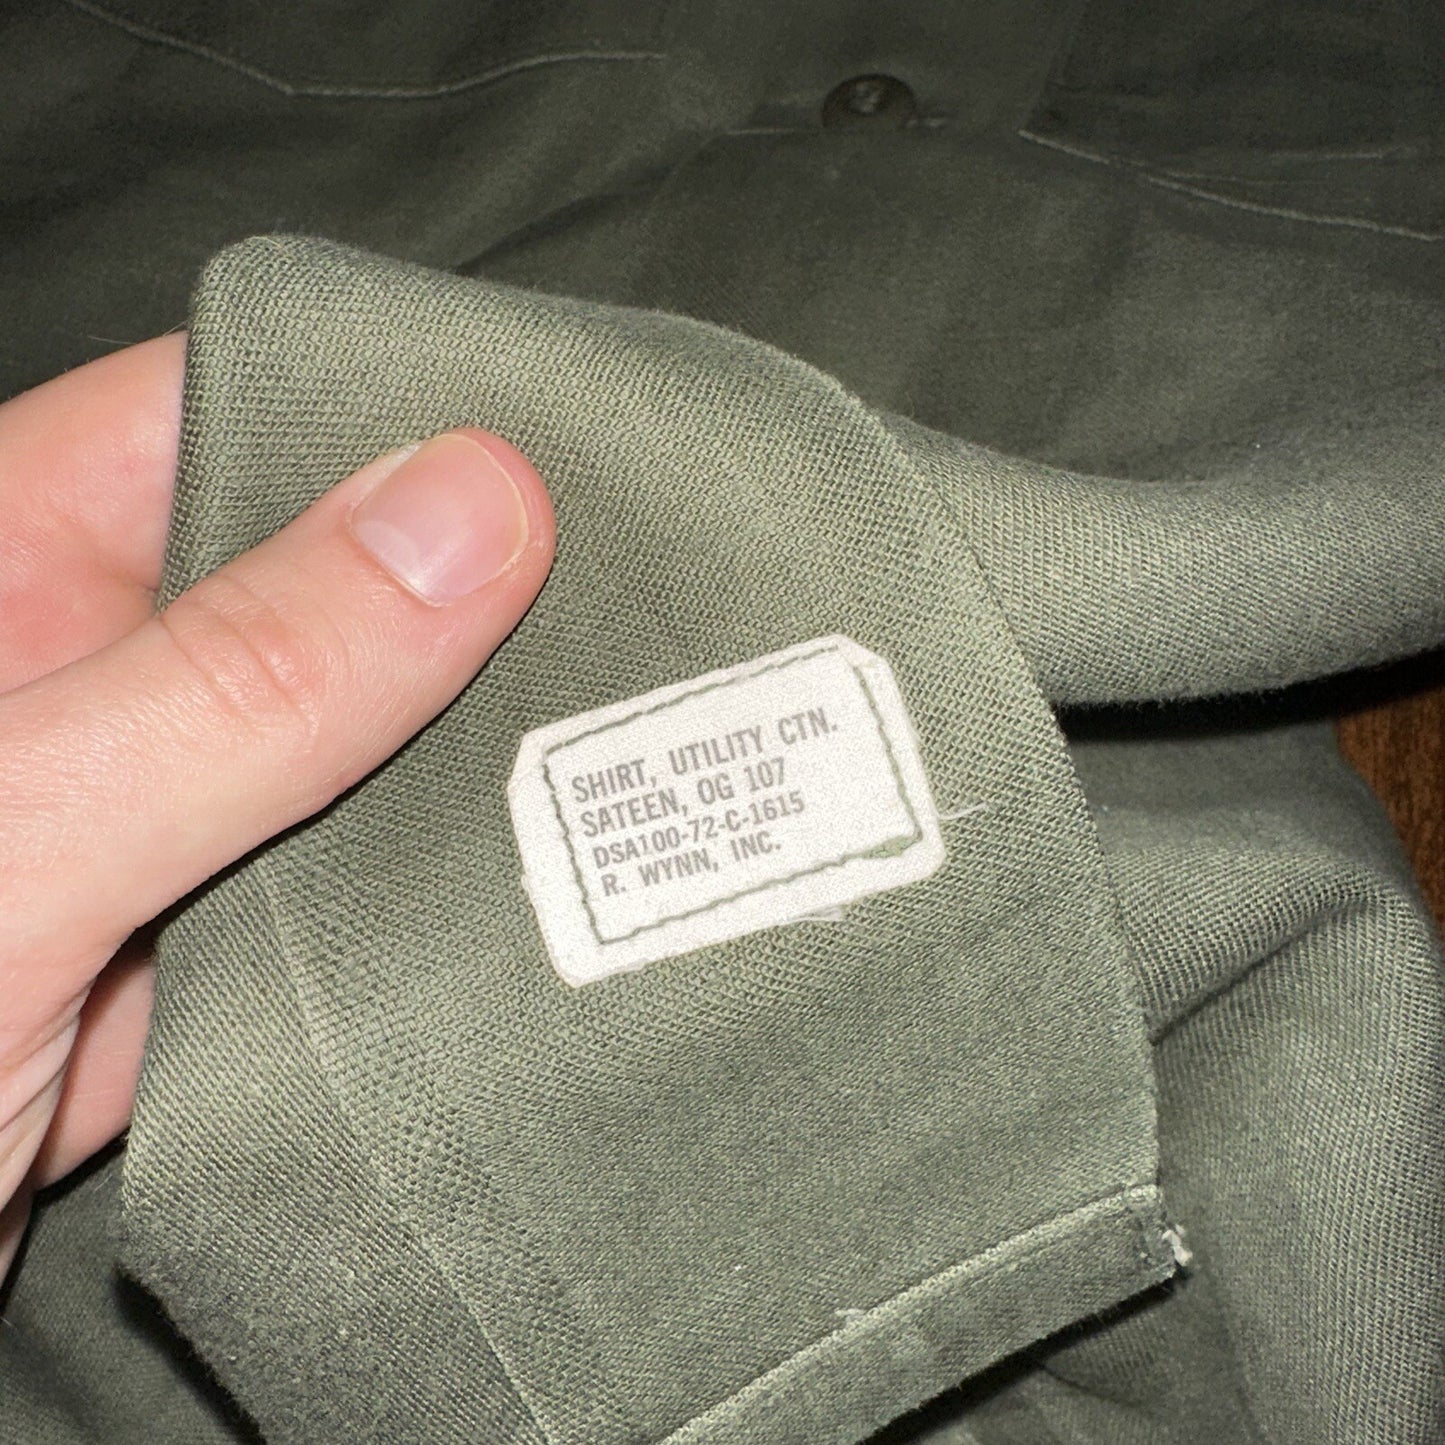 SHIRT, UTILITY CTN.
SATEEN, OG 107
DSA100-72-C-1615
R. WYNN, INC.